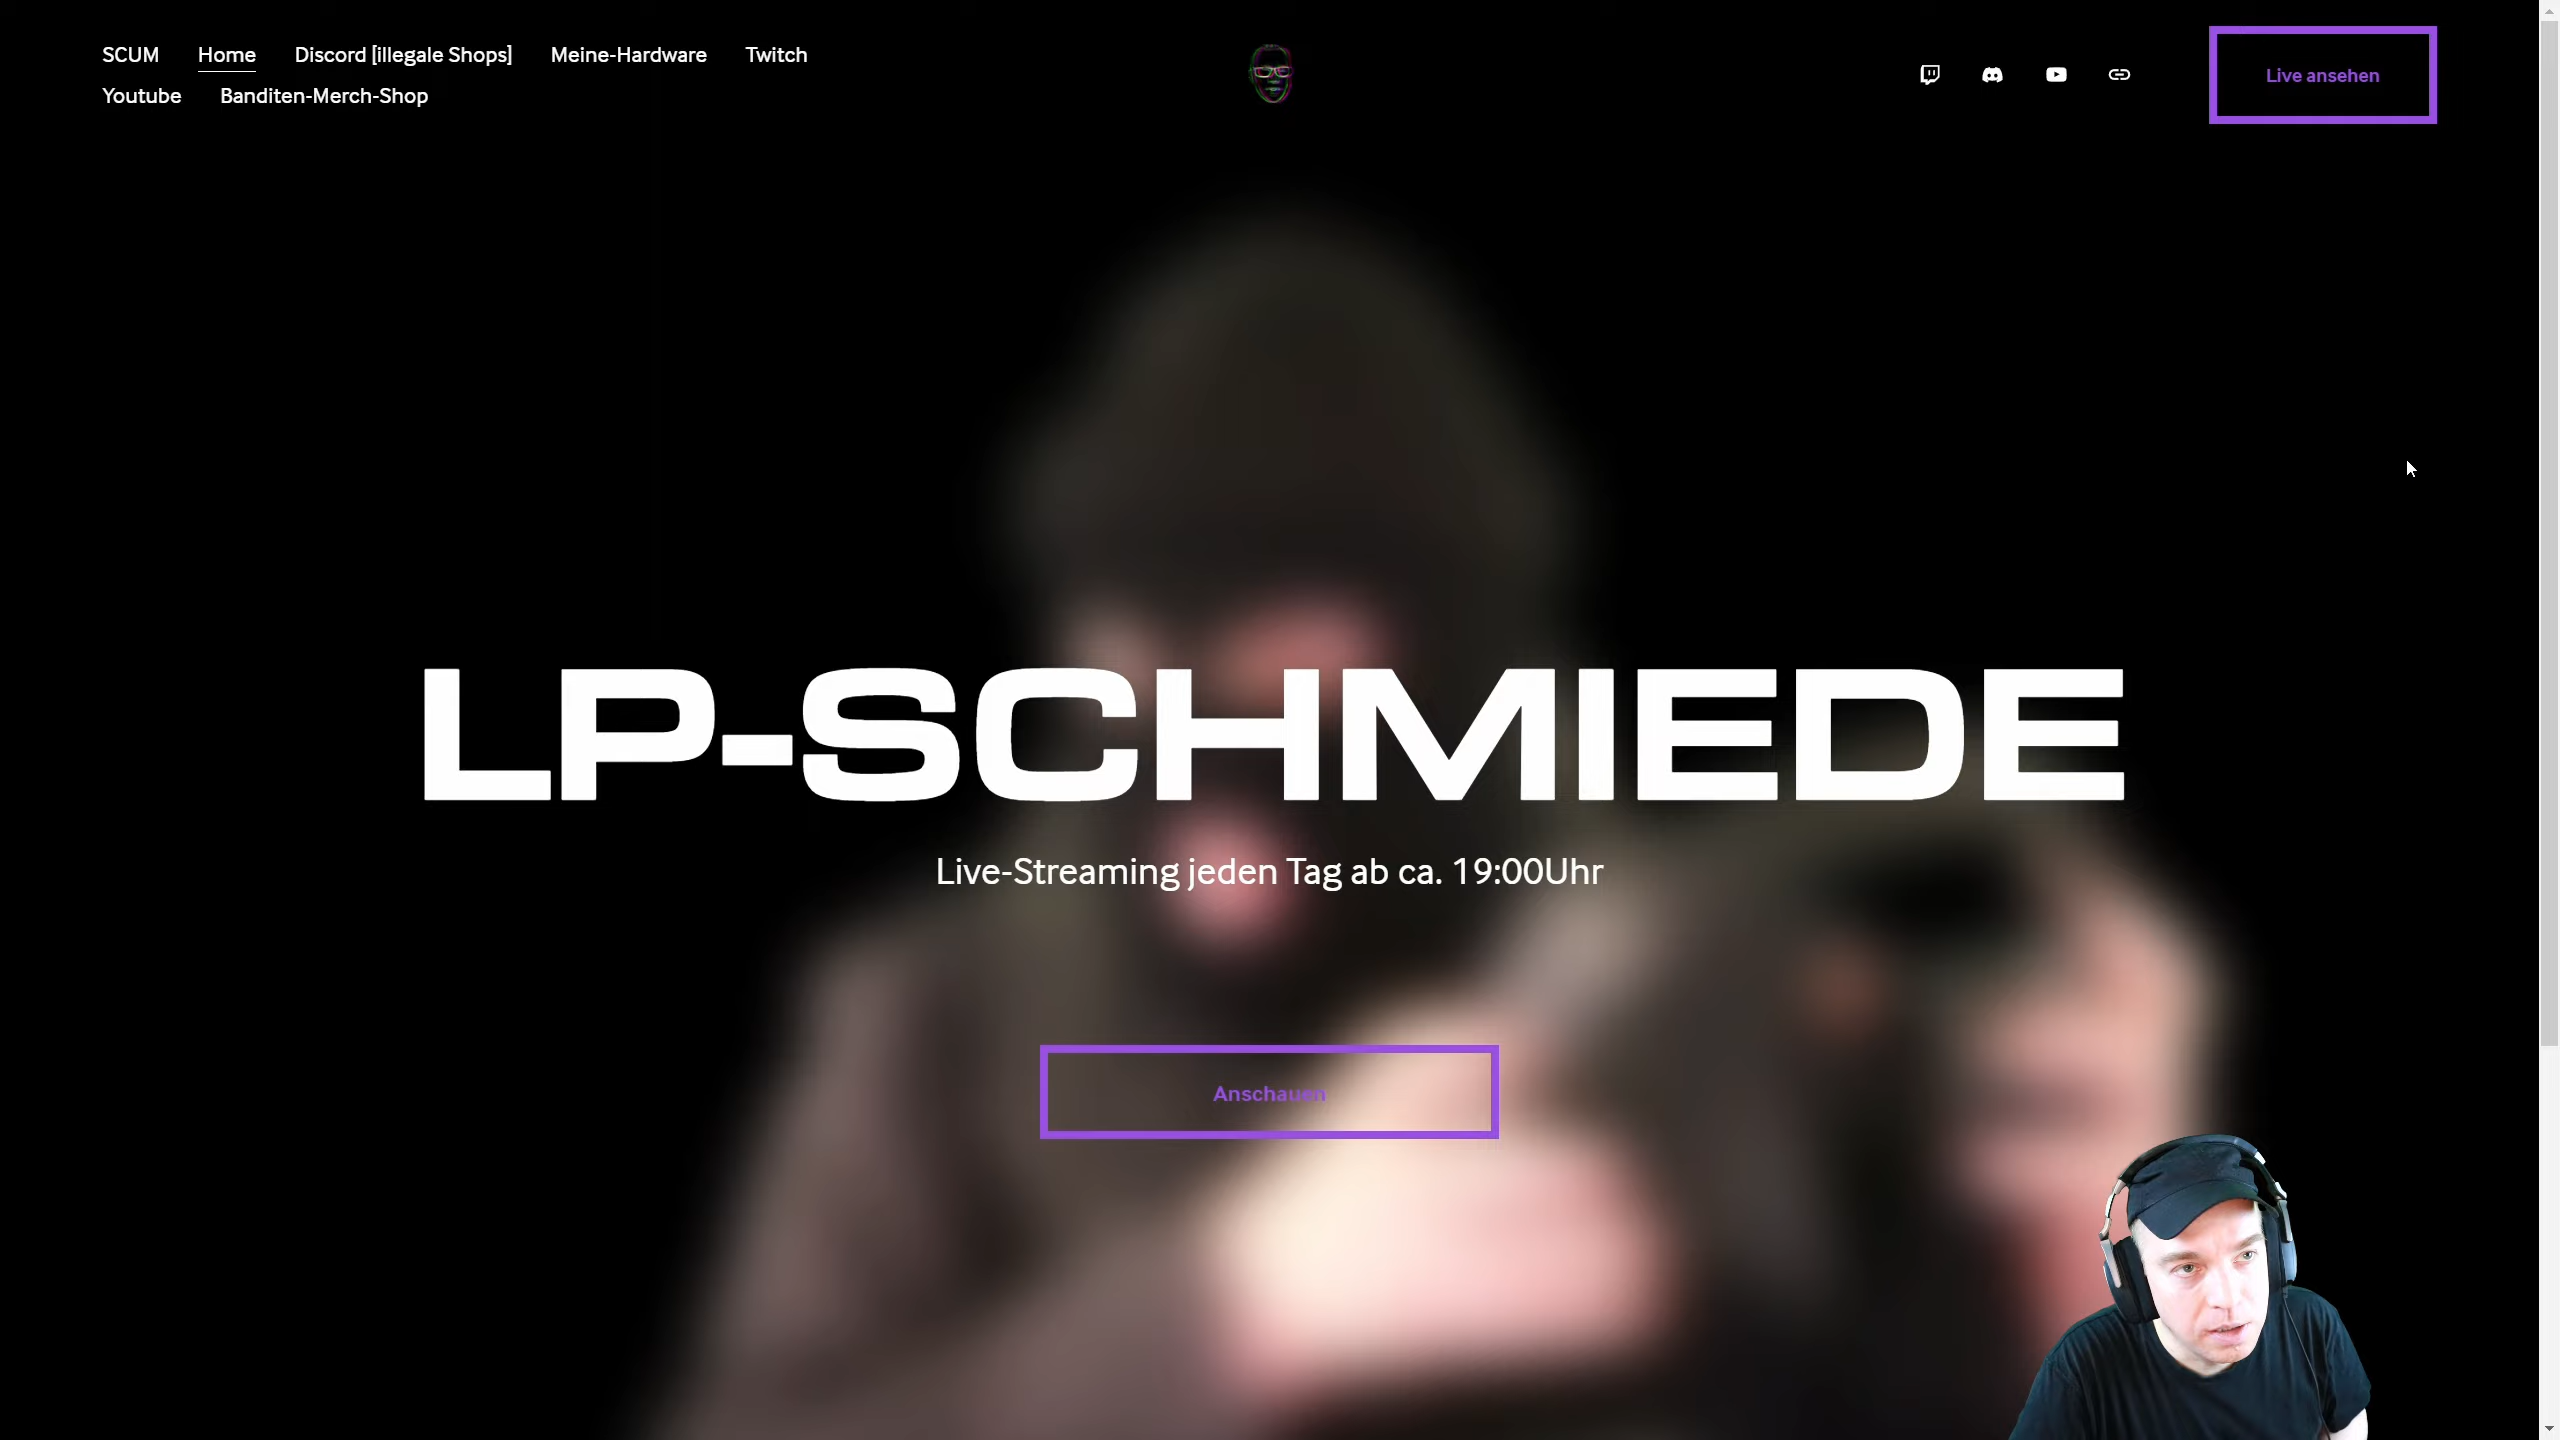 SCUM Home Discord [illegale Shops] Meine-Hardware Twitch
Youtube Banditen-Merch-Shop
Live ansehen
LP-SCHMIEDE
Live-Streaming jeden Tag ab ca. 19:00Uhr
Anschauen